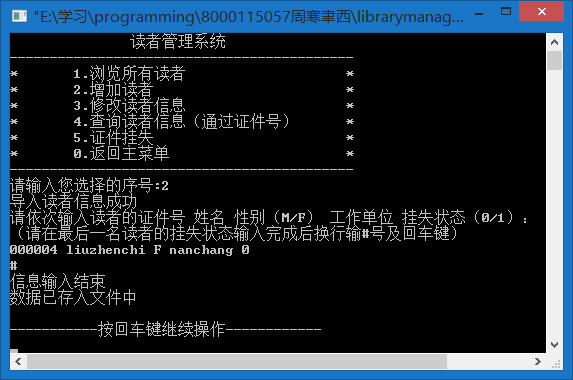 "E:\学习\programming\8000115057周寒聿西\librarymanag...
读者管理系统
-------------------------------------------
* 1.浏览所有读者 *
* 2.增加读者 *
* 3.修改读者信息 *
* 4.查询读者信息（通过证件号） *
* 5.证件挂失 *
* 0.返回主菜单 *
-------------------------------------------
请输入您选择的序号:2
导入读者信息成功
请依次输入读者的证件号 姓名 性别（M/F） 工作单位 挂失状态（0/1）：
（请在最后一名读者的挂失状态输入完成后换行输#号及回车键）
000004 liuzhenchi F nanchang 0
#
信息输入结束
数据已存入文件中
-----------按回车键继续操作------------